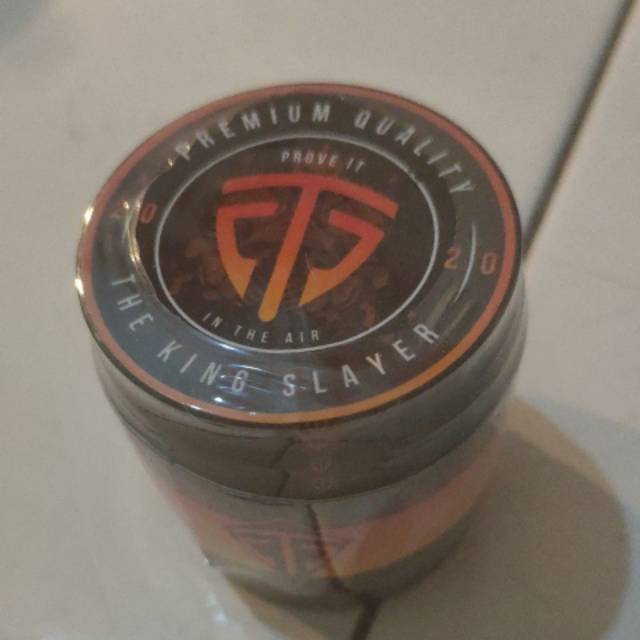 PREMIUM QUALITY
PROVE IT
20
20
IN THE AIR
THE KING SLAYER